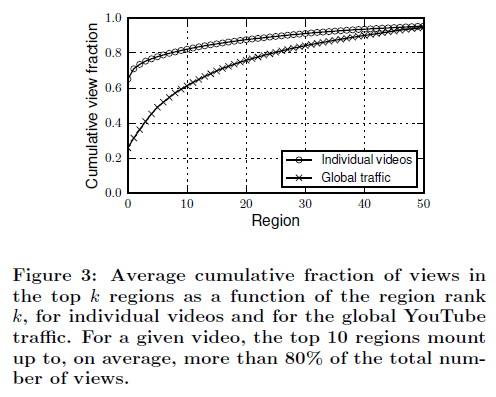 1.0
0.8
0.6
0.4
0.2
0.0
Cumulative view fraction
Individual videos
Global traffic
0 10 20 30 40 50
Region
Figure 3: Average cumulative fraction of views in
the top k regions as a function of the region rank
k, for individual videos and for the global YouTube
traffic. For a given video, the top 10 regions mount
up to, on average, more than 80% of the total num-
ber of views.